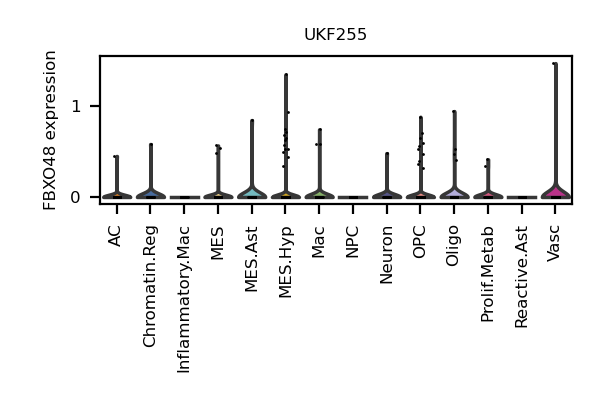 UKF255
FBXO48 expression
1
0
AC
Chromatin.Reg
Inflammatory.Mac
MES
MES.Ast
MES.Hyp
Mac
NPC
Neuron
OPC
Oligo
Prolif.Metab
Reactive.Ast
Vasc